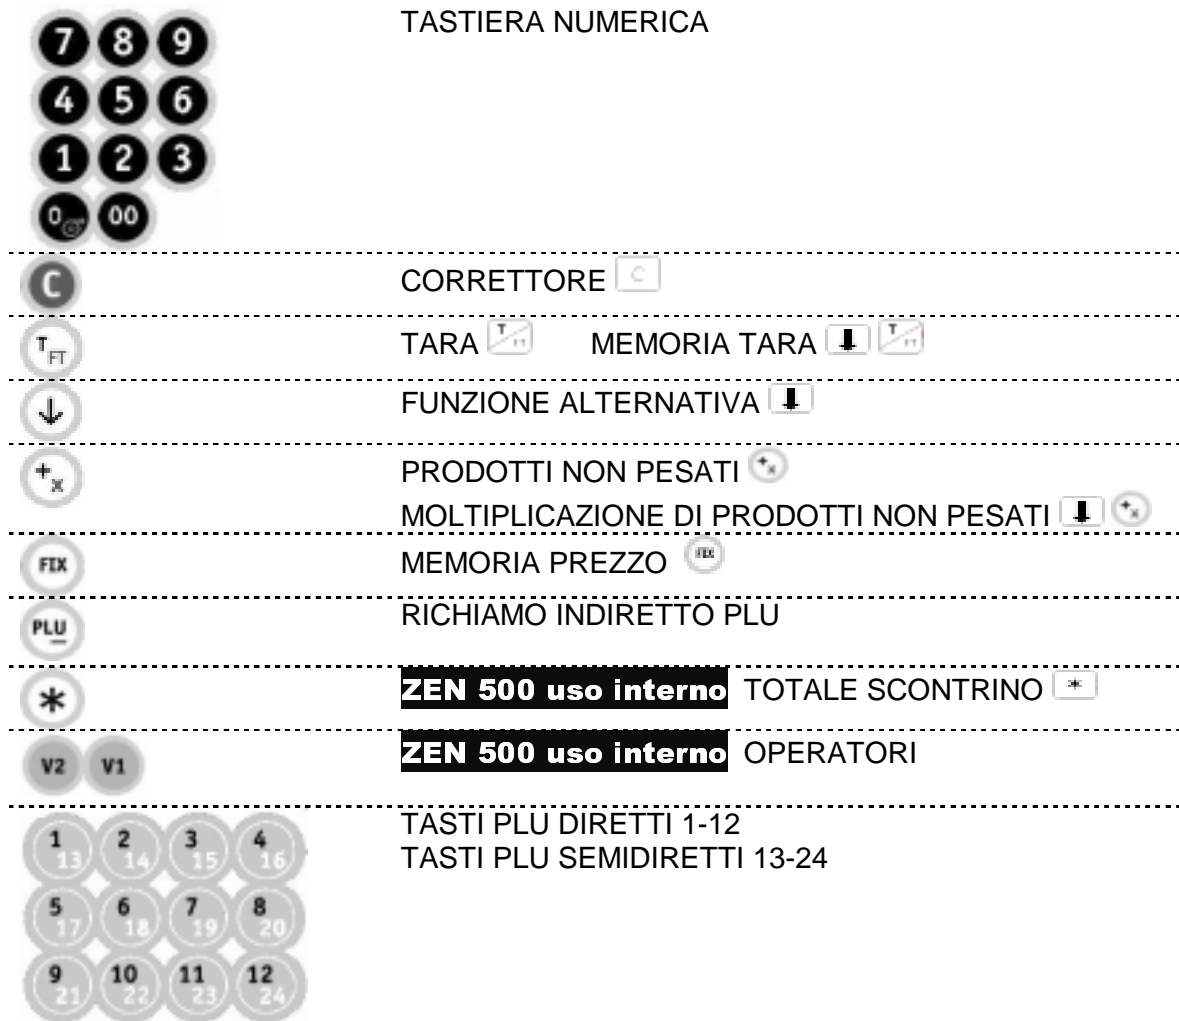 7 8 9 TASTIERA NUMERICA
4 5 6
1 2 3
0 00
C CORRETTORE C
T FT TARA T FT MEMORIA TARA T FT
FUNZIONE ALTERNATIVA
+ x PRODOTTI NON PESATI + x
MOLTIPLICAZIONE DI PRODOTTI NON PESATI + x
FIX MEMORIA PREZZO FIX
PLU RICHIAMO INDIRETTO PLU
* ZEN 500 uso interno TOTALE SCONTRINO *
V2 V1 ZEN 500 uso interno OPERATORI
TASTI PLU DIRETTI 1-12
TASTI PLU SEMIDIRETTI 13-24
1 13 2 14 3 15 4 16
5 17 6 18 7 19 8 20
9 21 10 22 11 23 12 24